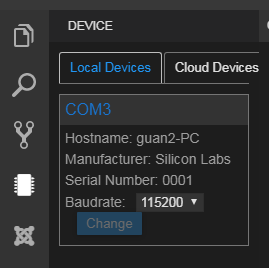 DEVICE
Local Devices Cloud Devices
COM3
Hostname: guan2-PC
Manufacturer: Silicon Labs
Serial Number: 0001
Baudrate: 115200
Change